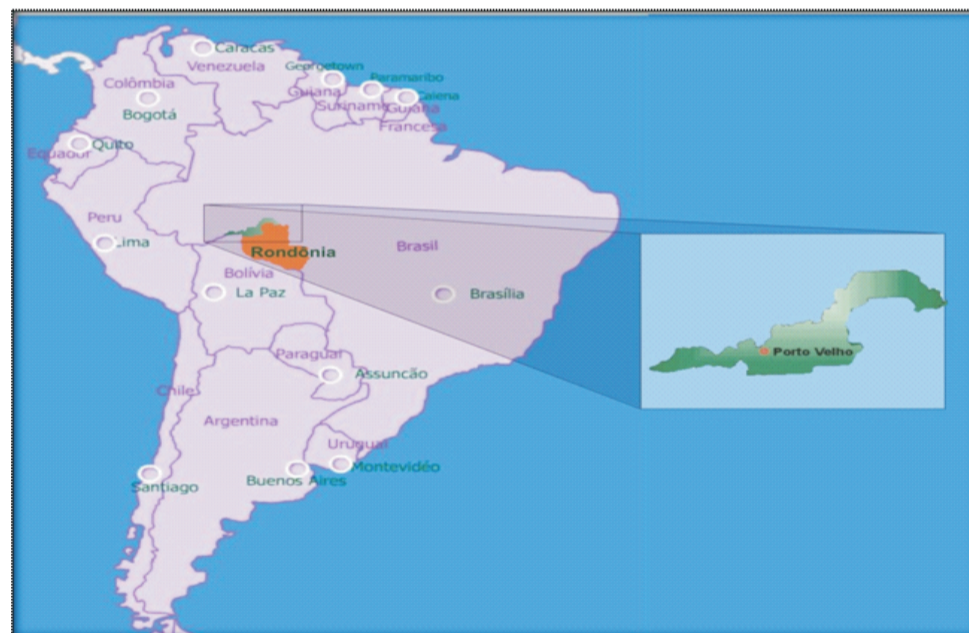 Caracas
Venezuela
Georgetown
Paramaribo
Colômbia
Guiana
Caiena
Suriname
Guiana
Bogotá
Francesa
Quito
Equador
Peru
Lima
Rondônia
Brasil
Bolívia
La Paz
Brasília
Porto Velho
Paraguai
Assuncão
Chile
Argentina
Uruguai
Montevidéo
Santiago
Buenos Aires